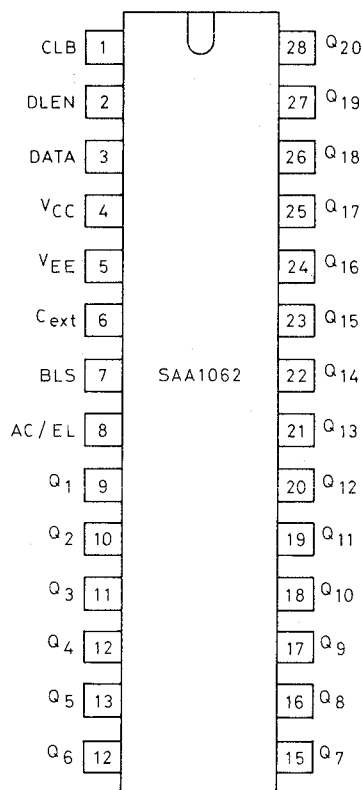 CLB 1 28 Q20
DLEN 2 27 Q19
DATA 3 26 Q18
VCC 4 25 Q17
VEE 5 24 Q16
Cext 6 23 Q15
BLS 7 SAA1062 22 Q14
AC/EL 8 21 Q13
Q1 9 20 Q12
Q2 10 19 Q11
Q3 11 18 Q10
Q4 12 17 Q9
Q5 13 16 Q8
Q6 12 15 Q7